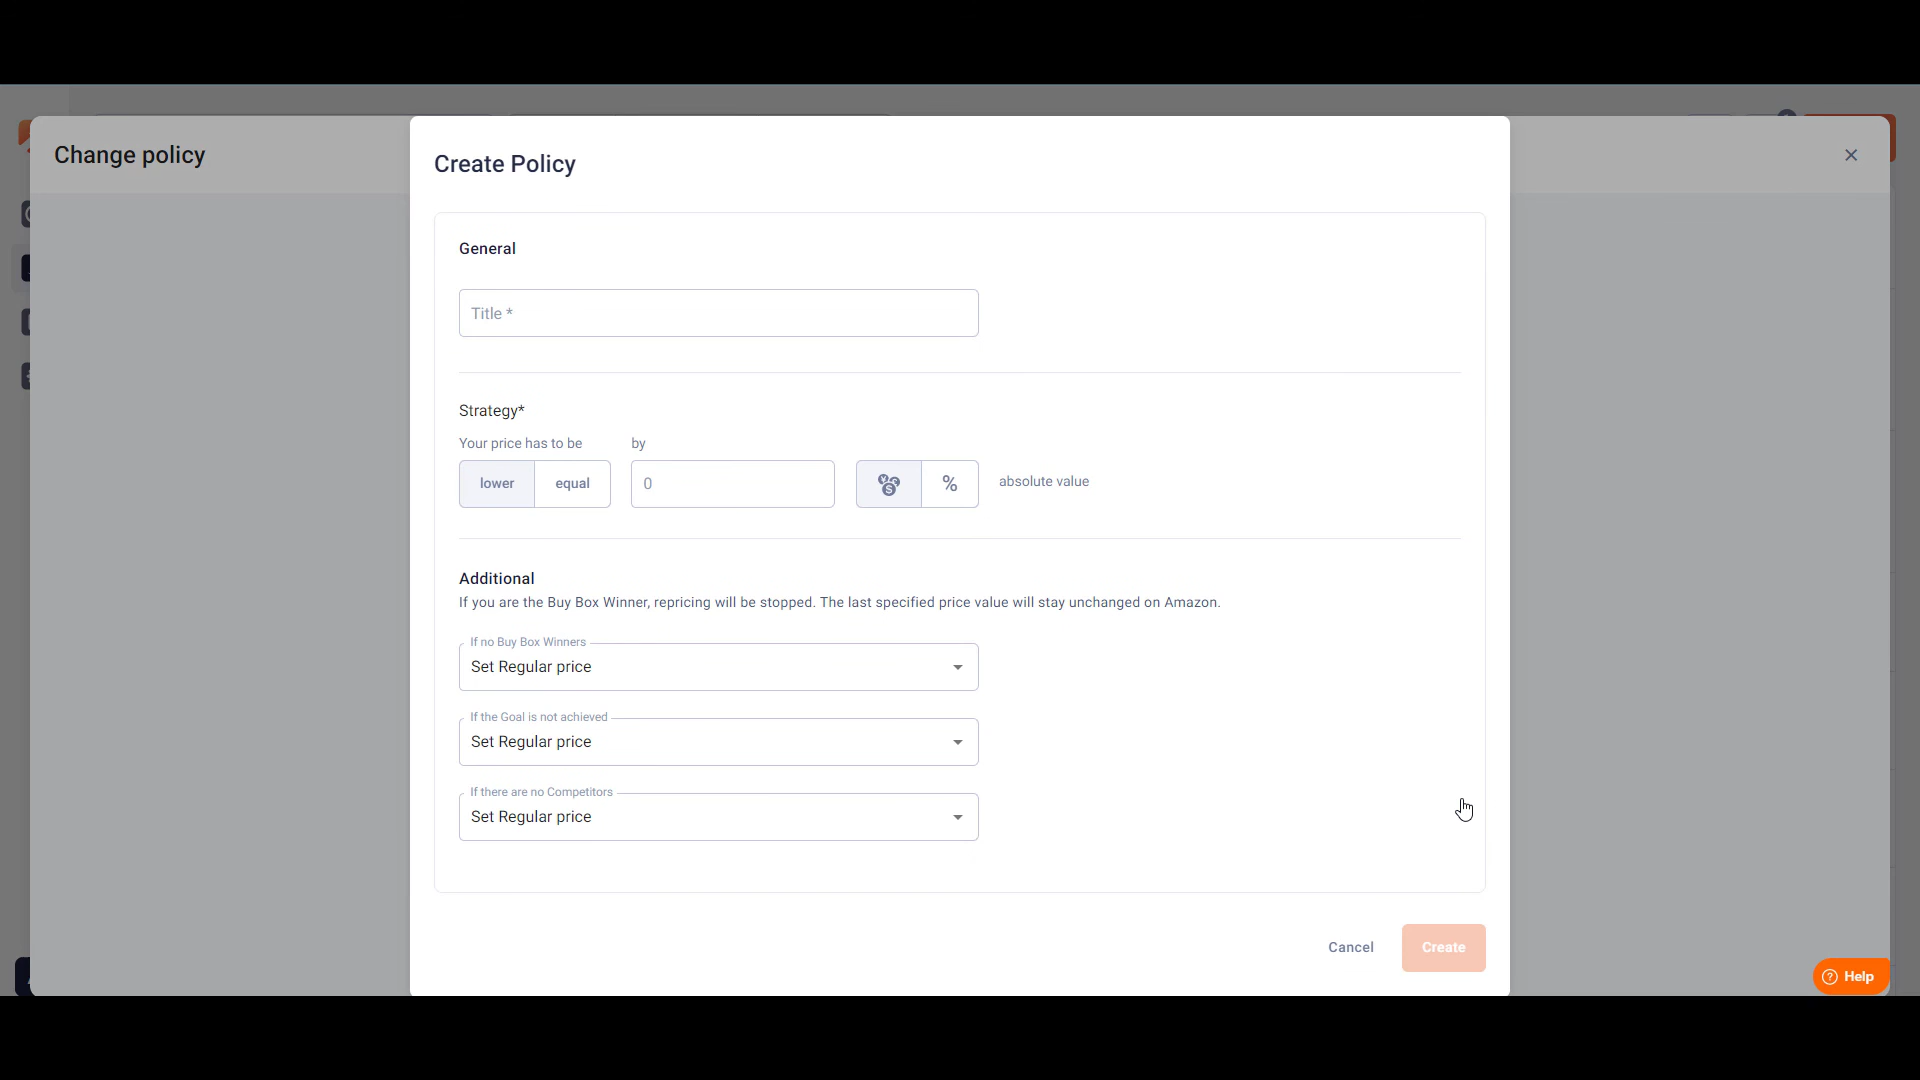 Change policy
Create Policy
General
Title *
Strategy*
Your price has to be by
lower equal 0 % absolute value
Additional
If you are the Buy Box Winner, repricing will be stopped. The last specified price value will stay unchanged on Amazon.
If no Buy Box Winners
Set Regular price
If the Goal is not achieved
Set Regular price
If there are no Competitors
Set Regular price
Cancel Create
Help